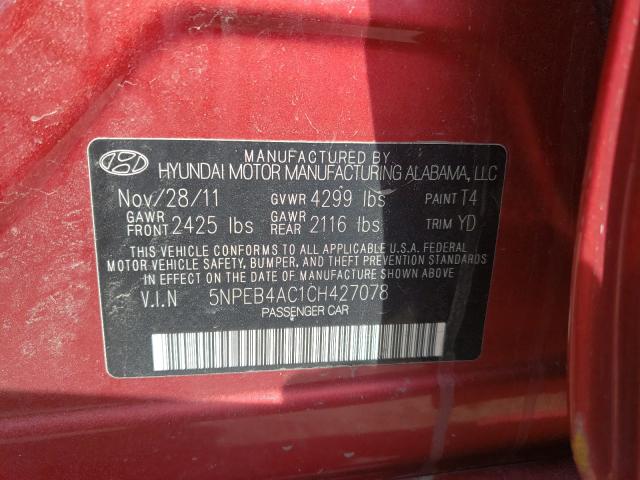 MANUFACTURED BY
HYUNDAI MOTOR MANUFACTURING ALABAMA, LLC
Nov/28/11 GVWR 4299 lbs PAINT T4
GAWR FRONT 2425 lbs GAWR REAR 2116 lbs TRIM YD
THIS VEHICLE CONFORMS TO ALL APPLICABLE U.S.A. FEDERAL
MOTOR VEHICLE SAFETY, BUMPER, AND THEFT PREVENTION STANDARDS
IN EFFECT ON THE DATE OF MANUFACTURE SHOWN ABOVE.
V.I.N 5NPEB4AC1CH427078
PASSENGER CAR